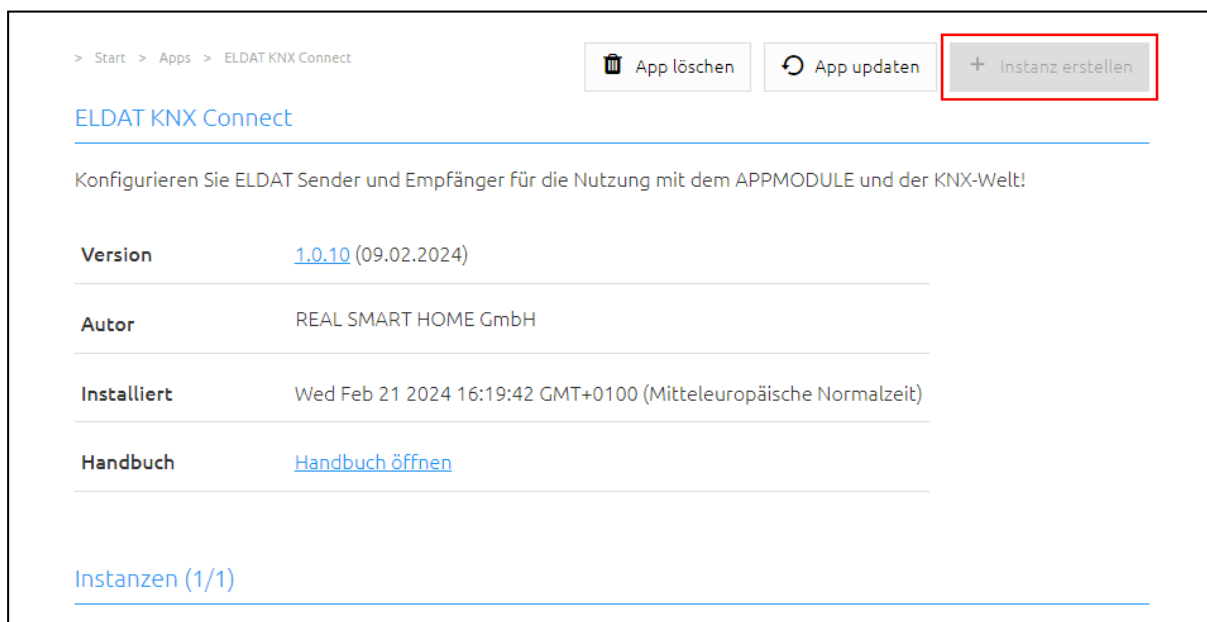 > Start > Apps > ELDAT KNX Connect
App löschen
App updaten
+ Instanz erstellen
ELDAT KNX Connect
Konfigurieren Sie ELDAT Sender und Empfänger für die Nutzung mit dem APPMODULE und der KNX-Welt!
Version 1.0.10 (09.02.2024)
Autor REAL SMART HOME GmbH
Installiert Wed Feb 21 2024 16:19:42 GMT+0100 (Mitteleuropäische Normalzeit)
Handbuch Handbuch öffnen
Instanzen (1/1)